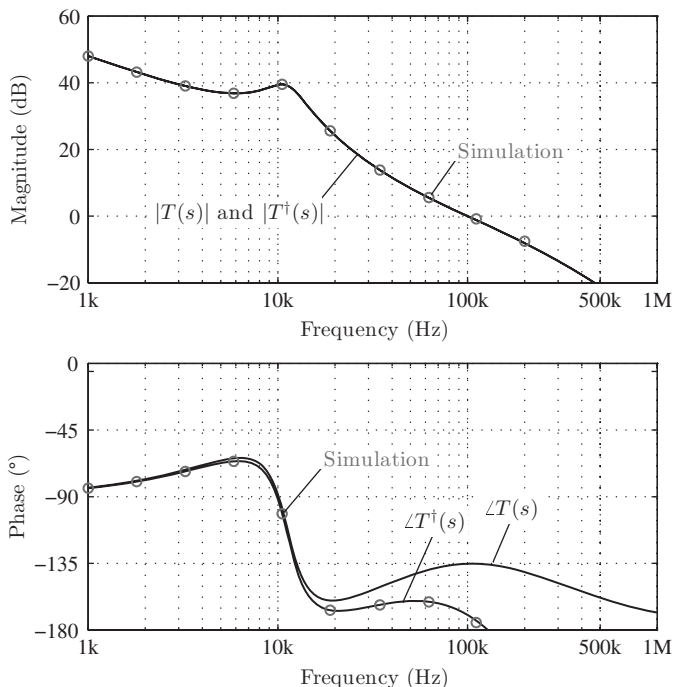 60
40
20
0
−20
Magnitude (dB)
Simulation
|T(s)| and |T†(s)|
1k 10k 100k 500k 1M
Frequency (Hz)
0
−45
−90
−135
−180
Phase (°)
Simulation
∠T†(s) ∠T(s)
1k 10k 100k 500k 1M
Frequency (Hz)